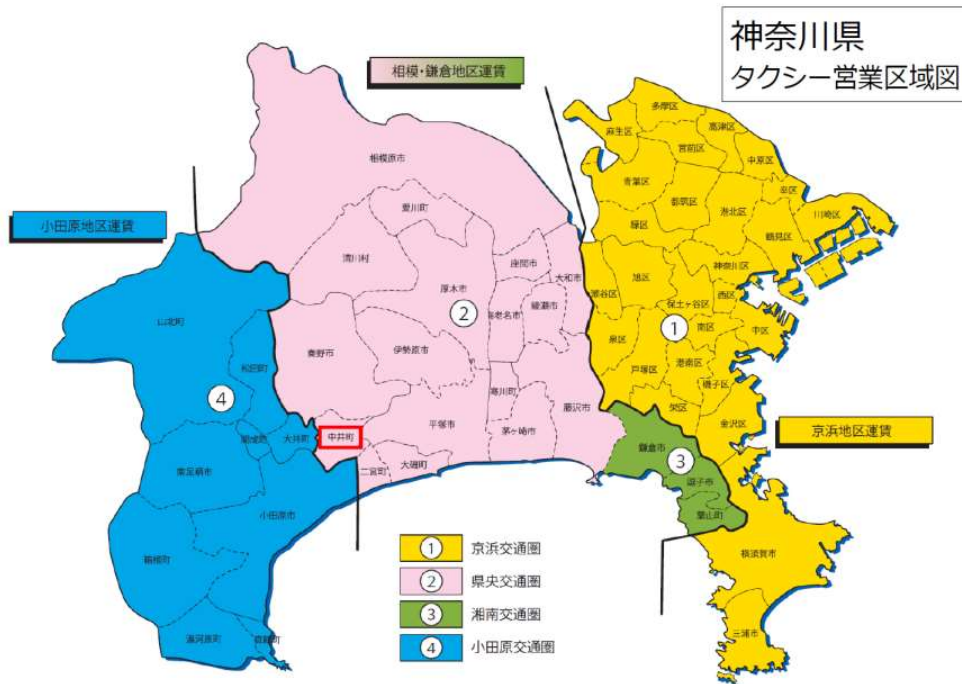 神奈川県
タクシー営業区域図
相模・鎌倉地区運賃
小田原地区運賃
京浜地区運賃
多摩区
麻生区
高津区
宮前区
中原区
幸区
川崎区
青葉区
都筑区
港北区
鶴見区
緑区
神奈川区
瀬谷区
旭区
保土ヶ谷区
西区
南区
中区
泉区
戸塚区
港南区
磯子区
栄区
金沢区
①
横須賀市
三浦市
相模原市
愛川町
清川村
座間市
大和市
厚木市
②
海老名市
綾瀬市
秦野市
伊勢原市
寒川町
藤沢市
平塚市
茅ヶ崎市
中井町
二宮町
大磯町
鎌倉市
③
逗子市
葉山町
山北町
松田町
④
開成町
大井町
南足柄市
小田原市
箱根町
湯河原町
真鶴町
① 京浜交通圏
② 県央交通圏
③ 湘南交通圏
④ 小田原交通圏